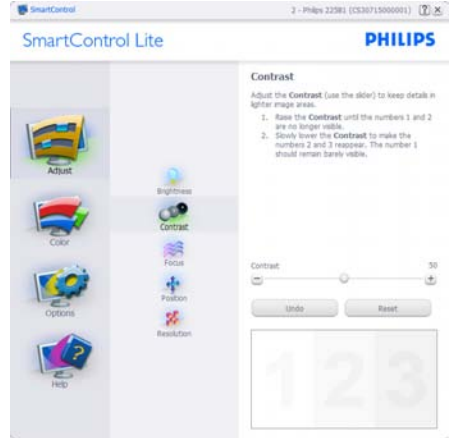 SmartControl
2 - Philips 225B1 (CS30715000001)
SmartControl Lite
PHILIPS
Adjust
Color
Options
Help
Brightness
Contrast
Focus
Position
Resolution
Contrast
Adjust the Contrast (use the slider) to keep details in
lighter image areas.
1. Raise the Contrast until the numbers 1 and 2
are no longer visible.
2. Slowly lower the Contrast to make the
numbers 2 and 3 reappear. The number 1
should remain barely visible.
Contrast
50
Undo
Reset
1 2 3